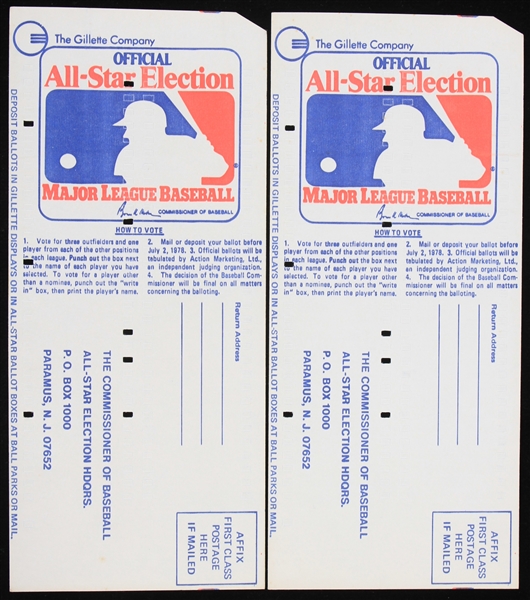 The Gillette Company
OFFICIAL
All-Star Election
MAJOR LEAGUE BASEBALL
COMMISSIONER OF BASEBALL
HOW TO VOTE
1. Vote for three outfielders and one
player from each of the other positions
in each league. Punch out the box next
to the name of each player you have
selected. To vote for a player other
than a nominee, punch out the "write
in" box, then print the player's name.
2. Mail or deposit your ballot before
July 2, 1978. 3. Official ballots will be
tabulated by Action Marketing, Ltd.,
an independent judging organization.
4. The decision of the Baseball Com-
missioner will be final on all matters
concerning the balloting.
DEPOSIT BALLOTS IN GILLETTE DISPLAYS OR IN ALL-STAR BALLOT BOXES AT BALL PARKS OR MAIL.
Return Address
THE COMMISSIONER OF BASEBALL
ALL-STAR ELECTION HDQRS.
P. O. BOX 1000
PARAMUS, N. J. 07652
AFFIX
FIRST CLASS
POSTAGE
HERE
IF MAILED
The Gillette Company
OFFICIAL
All-Star Election
MAJOR LEAGUE BASEBALL
COMMISSIONER OF BASEBALL
HOW TO VOTE
1. Vote for three outfielders and one
player from each of the other positions
in each league. Punch out the box next
to the name of each player you have
selected. To vote for a player other
than a nominee, punch out the "write
in" box, then print the player's name.
2. Mail or deposit your ballot before
July 2, 1978. 3. Official ballots will be
tabulated by Action Marketing, Ltd.,
an independent judging organization.
4. The decision of the Baseball Com-
missioner will be final on all matters
concerning the balloting.
DEPOSIT BALLOTS IN GILLETTE DISPLAYS OR IN ALL-STAR BALLOT BOXES AT BALL PARKS OR MAIL.
Return Address
THE COMMISSIONER OF BASEBALL
ALL-STAR ELECTION HDQRS.
P. O. BOX 1000
PARAMUS, N. J. 07652
AFFIX
FIRST CLASS
POSTAGE
HERE
IF MAILED